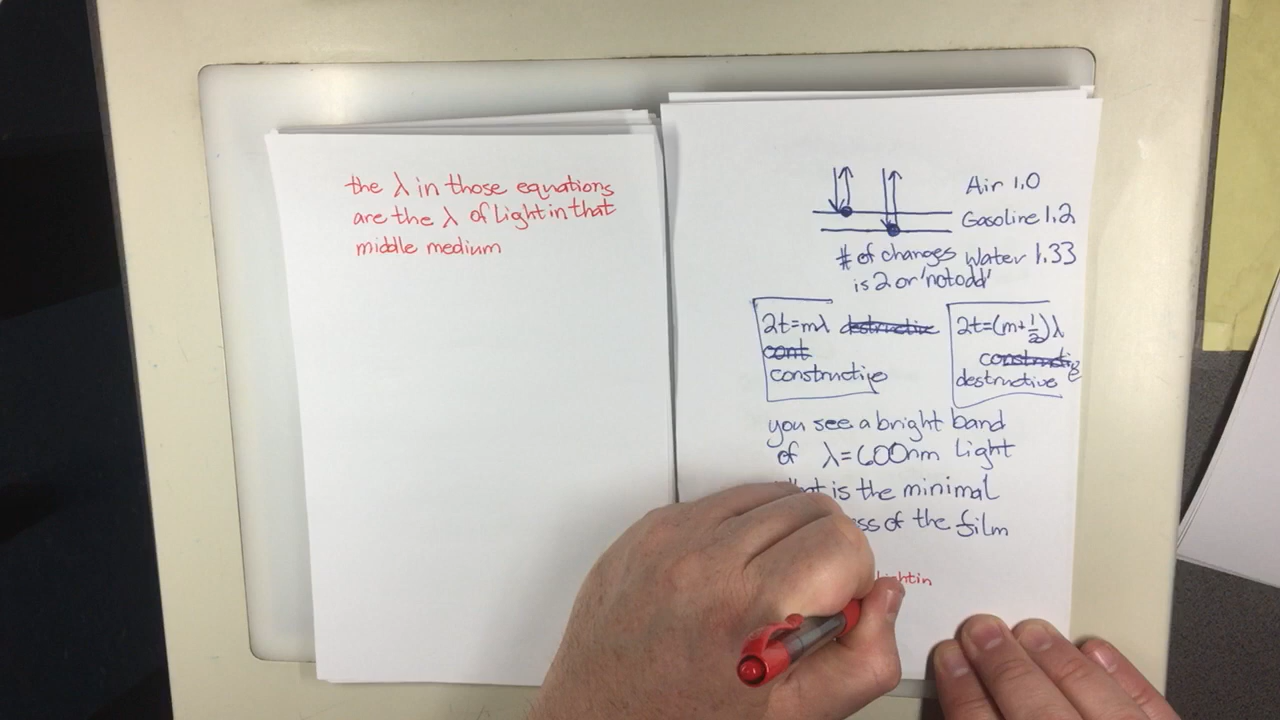 the λ in those equations
are the λ of Light in that
middle medium
Air 1.0
Gasoline 1.2
# of changes Water 1.33
is 2 or 'not odd'
2t=mλ destructive
cont
constructive
2t=(m+1/2)λ
constructive
destructive
you see a bright band
of λ=600nm Light
is the minimal
of the film